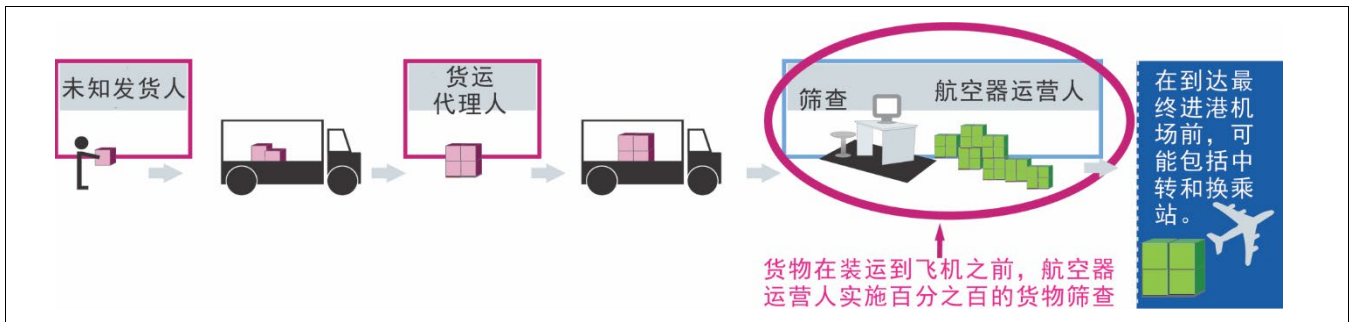 未知发货人
货运
代理人
筛查
航空器运营人
货物在装运到飞机之前，航空器
运营人实施百分之百的货物筛查
在到达最
终进港机
场前，可
能包括中
转和换乘
站。